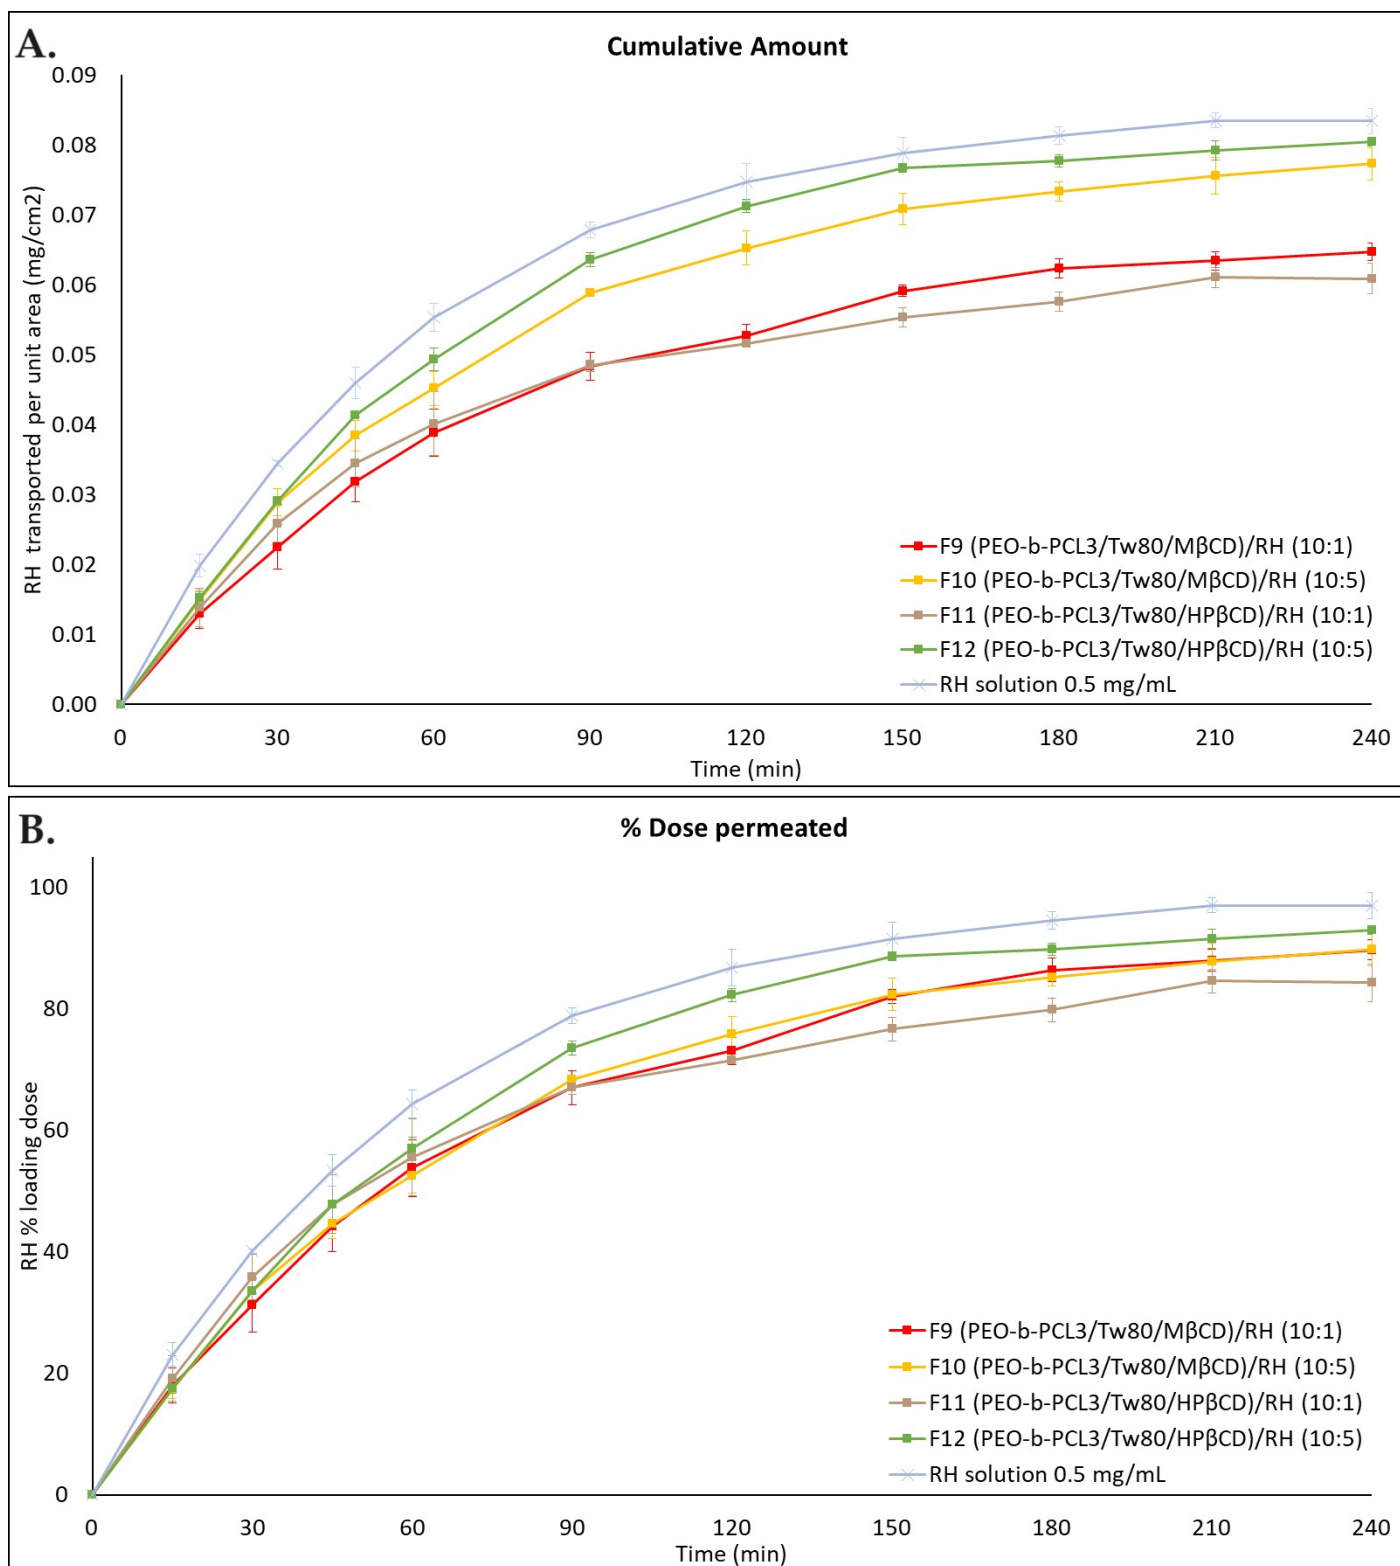 A.
Cumulative Amount
RH transported per unit area (mg/cm2)
0.09
0.08
0.07
0.06
0.05
0.04
0.03
0.02
0.01
0.00
F9 (PEO-b-PCL3/Tw80/MβCD)/RH (10:1)
F10 (PEO-b-PCL3/Tw80/MβCD)/RH (10:5)
F11 (PEO-b-PCL3/Tw80/HPβCD)/RH (10:1)
F12 (PEO-b-PCL3/Tw80/HPβCD)/RH (10:5)
RH solution 0.5 mg/mL
0 30 60 90 120 150 180 210 240
Time (min)
B.
% Dose permeated
RH % loading dose
100
80
60
40
20
0
F9 (PEO-b-PCL3/Tw80/MβCD)/RH (10:1)
F10 (PEO-b-PCL3/Tw80/MβCD)/RH (10:5)
F11 (PEO-b-PCL3/Tw80/HPβCD)/RH (10:1)
F12 (PEO-b-PCL3/Tw80/HPβCD)/RH (10:5)
RH solution 0.5 mg/mL
0 30 60 90 120 150 180 210 240
Time (min)